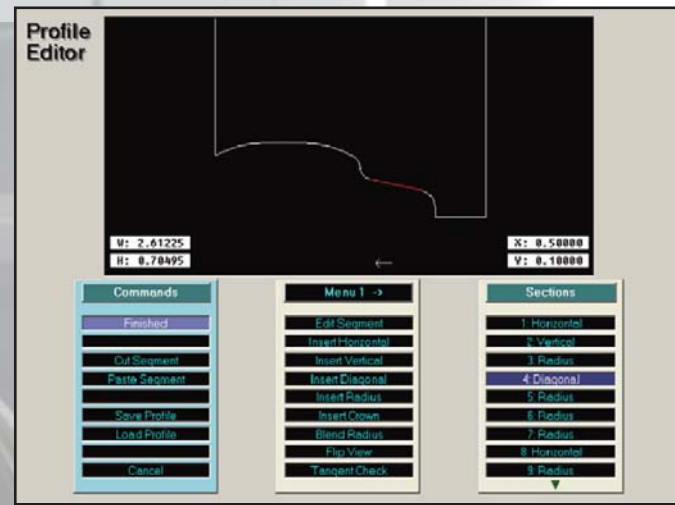 Profile
Editor
W: 2.61225
H: 0.70495
X: 0.50000
Y: 0.10000
Commands
Finished
Cut Segment
Paste Segment
Save Profile
Load Profile
Cancel
Menu 1 ->
Edit Segment
Insert Horizontal
Insert Vertical
Insert Diagonal
Insert Radius
Insert Crown
Blend Radius
Flip View
Tangent Check
Sections
1: Horizontal
2: Vertical
3: Radius
4: Diagonal
5: Radius
6: Radius
7: Radius
8: Horizontal
9: Radius